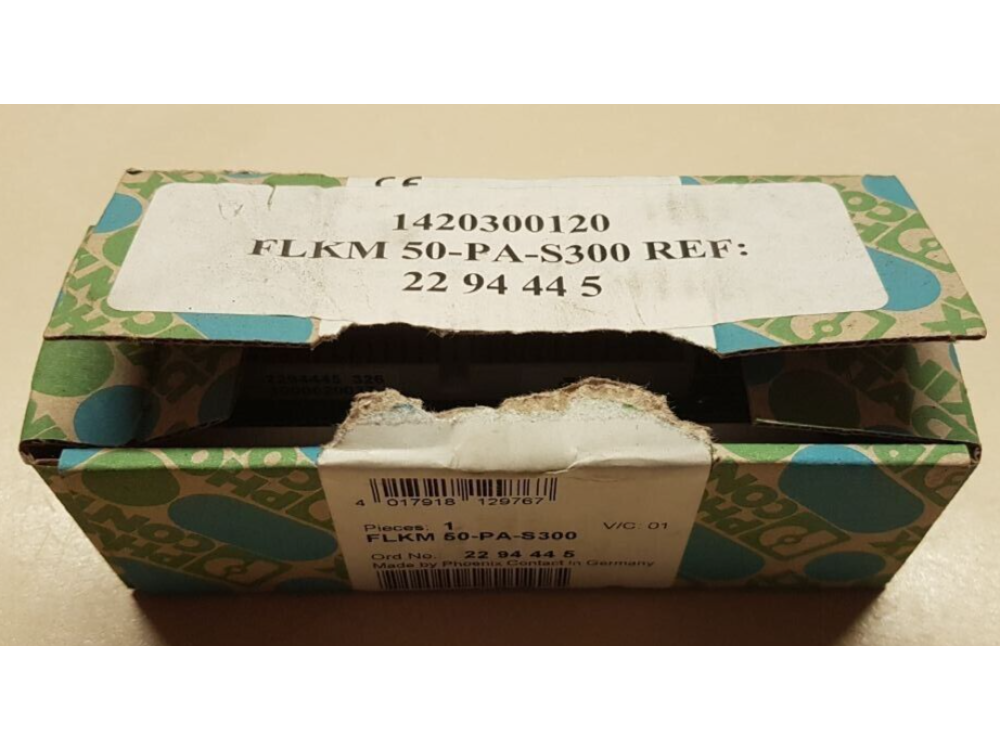 1420300120
FLKM 50-PA-S300 REF:
22 94 44 5
4 017918 129767
Pieces: 1 V/C: 01
FLKM 50-PA-S300
Ord No. 22 94 44 5
Made by Phoenix Contact in Germany